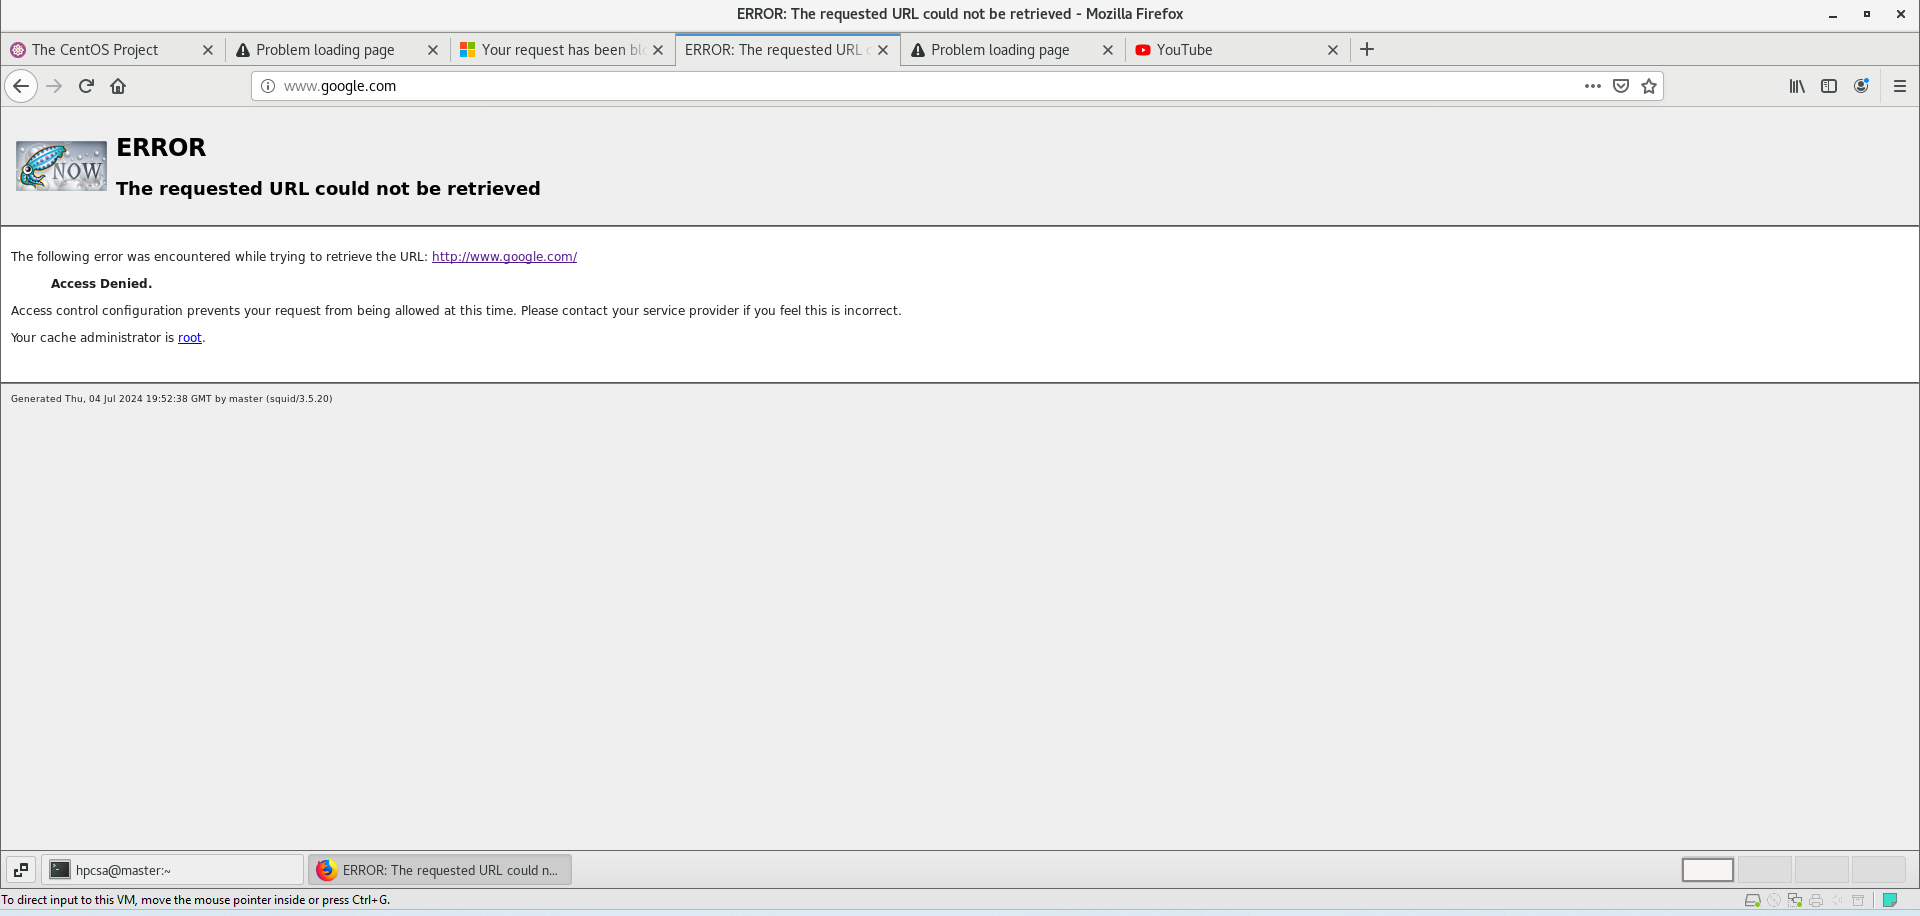 ERROR: The requested URL could not be retrieved - Mozilla Firefox
The CentOS Project
Problem loading page
Your request has been blo
ERROR: The requested URL c
Problem loading page
YouTube
www.google.com
NOW
ERROR
The requested URL could not be retrieved
The following error was encountered while trying to retrieve the URL: http://www.google.com/
Access Denied.
Access control configuration prevents your request from being allowed at this time. Please contact your service provider if you feel this is incorrect.
Your cache administrator is root.
Generated Thu, 04 Jul 2024 19:52:38 GMT by master (squid/3.5.20)
hpcsa@master:~
ERROR: The requested URL could n...
To direct input to this VM, move the mouse pointer inside or press Ctrl+G.